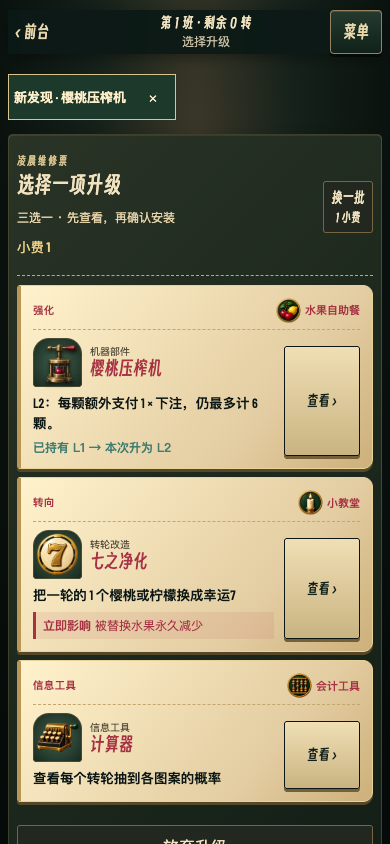 ‹ 前台
第1班·剩余0转
选择升级
菜单
新发现·樱桃压榨机 ×
凌晨维修票
选择一项升级
三选一 · 先查看，再确认安装
小费1
换一批
1小费
强化
水果自助餐
机器部件
樱桃压榨机
L2：每颗额外支付1×下注，仍最多计6
颗。
已持有 L1 → 本次升为 L2
查看 ›
转向
小教堂
转轮改造
七之净化
把一轮的1个樱桃或柠檬换成幸运7
立即影响 被替换水果永久减少
查看 ›
信息工具
会计工具
信息工具
计算器
查看每个转轮抽到各图案的概率
查看 ›
放弃升级